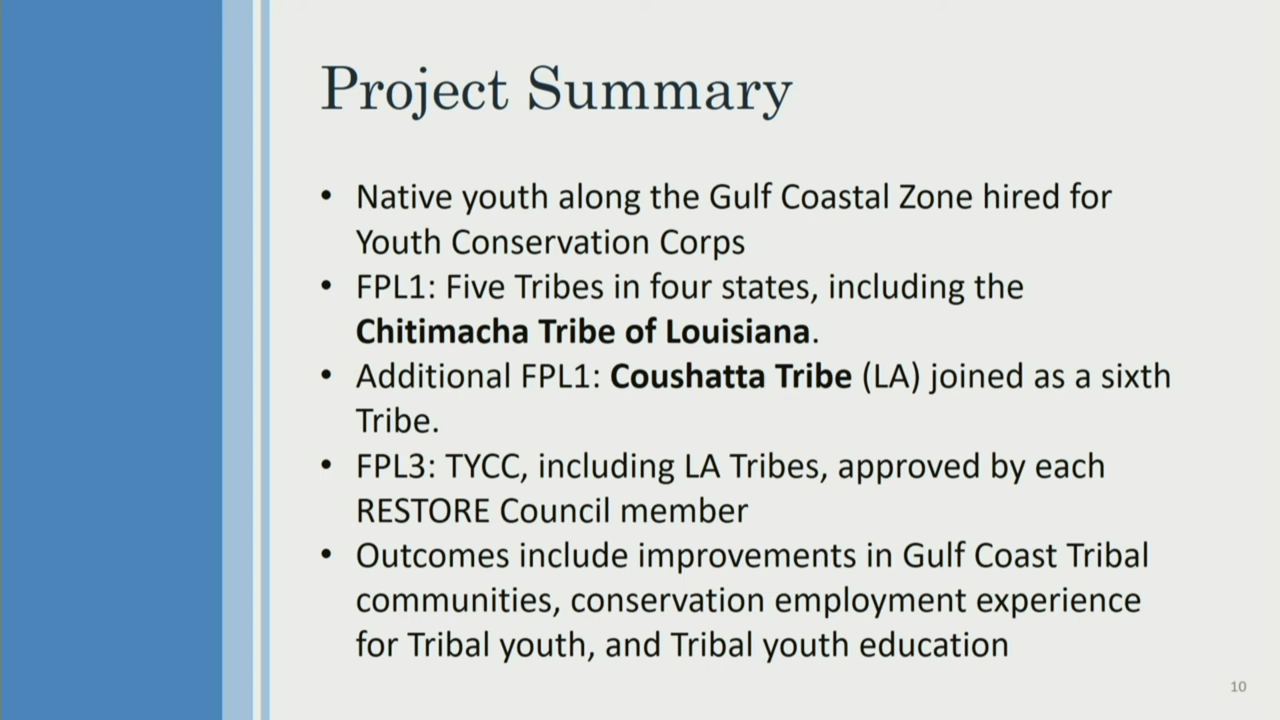 Project Summary
• Native youth along the Gulf Coastal Zone hired for
Youth Conservation Corps
• FPL1: Five Tribes in four states, including the
Chitimacha Tribe of Louisiana.
• Additional FPL1: Coushatta Tribe (LA) joined as a sixth
Tribe.
• FPL3: TYCC, including LA Tribes, approved by each
RESTORE Council member
• Outcomes include improvements in Gulf Coast Tribal
communities, conservation employment experience
for Tribal youth, and Tribal youth education
10